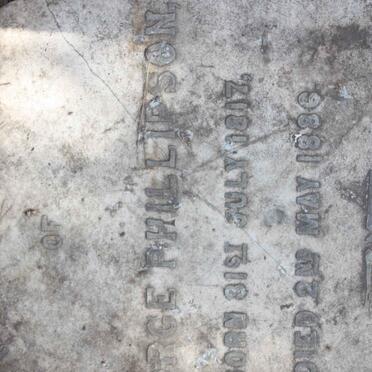 OF
RGE PHILLIPSON,
BORN 31ST JULY 1817,
DIED 2ND MAY 1886